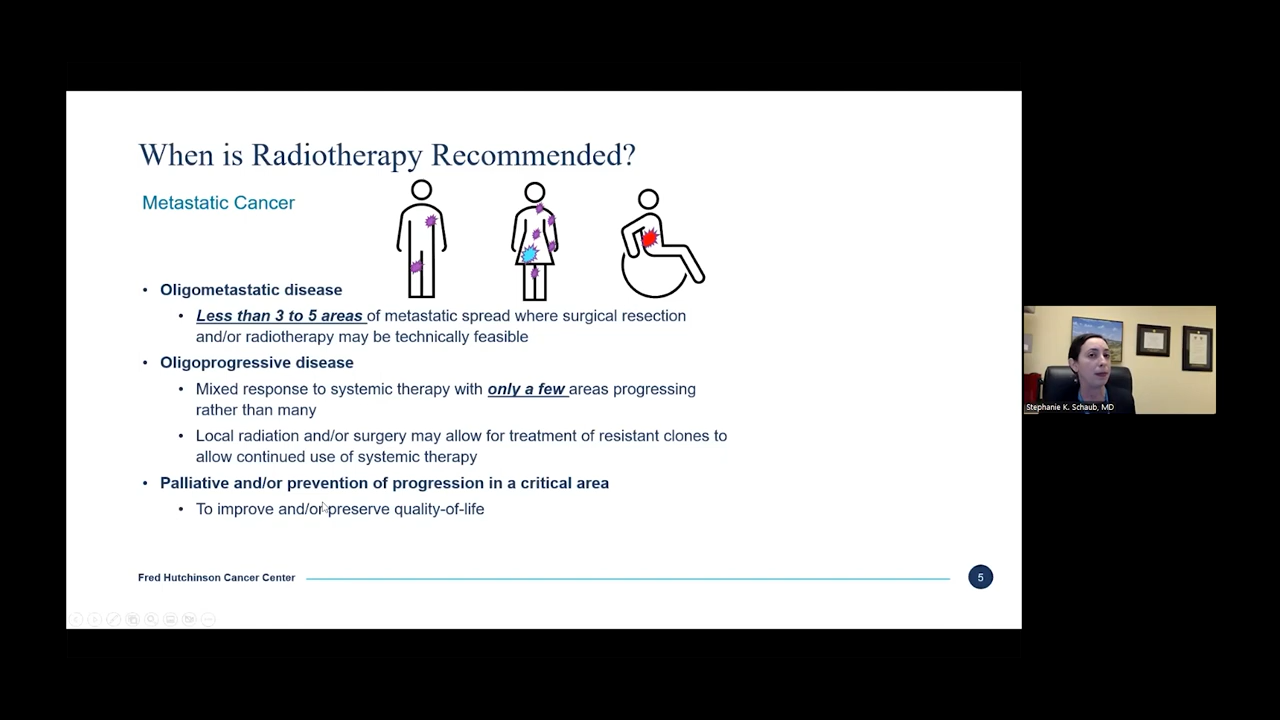 When is Radiotherapy Recommended?
Metastatic Cancer
• Oligometastatic disease
• Less than 3 to 5 areas of metastatic spread where surgical resection
and/or radiotherapy may be technically feasible
• Oligoprogressive disease
• Mixed response to systemic therapy with only a few areas progressing
rather than many
• Local radiation and/or surgery may allow for treatment of resistant clones to
allow continued use of systemic therapy
• Palliative and/or prevention of progression in a critical area
• To improve and/or preserve quality-of-life
Fred Hutchinson Cancer Center
5
Stephanie K. Schaub, MD